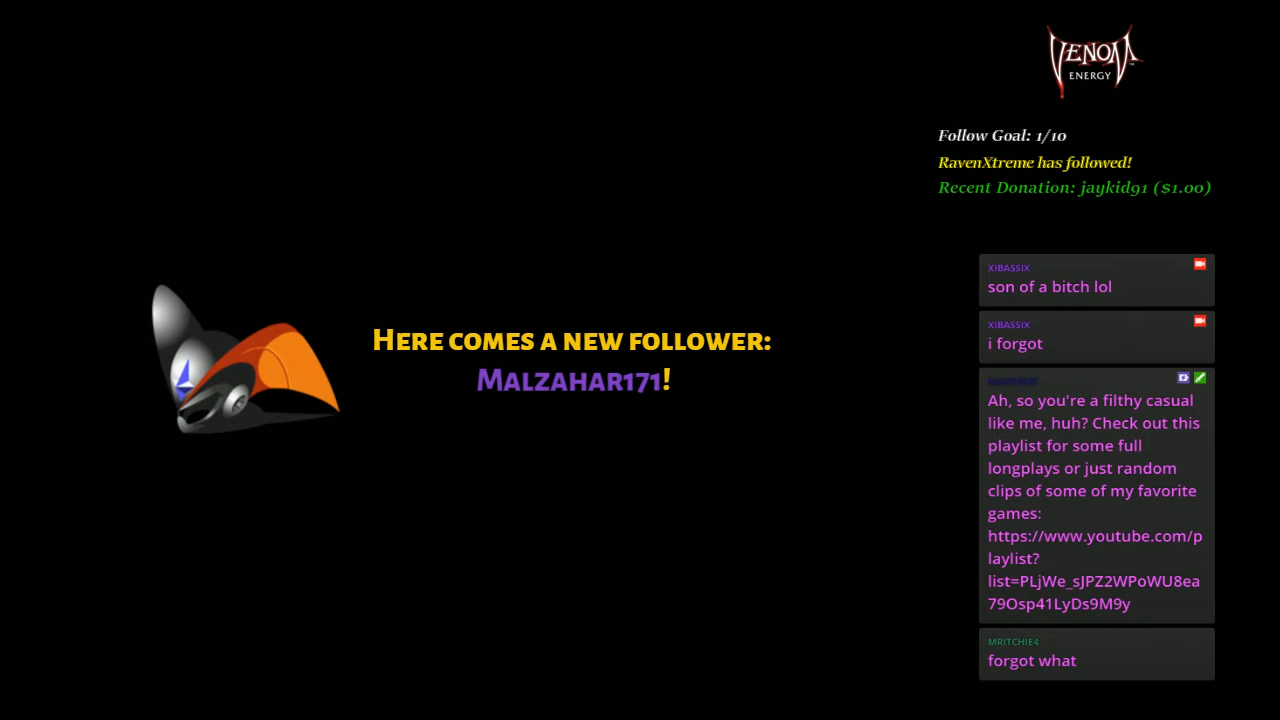 VENOM
ENERGY
Follow Goal: 1/10
RavenXtreme has followed!
Recent Donation: jaykid91 ($1.00)
HERE COMES A NEW FOLLOWER:
MALZAHAR171!
XIBASSIX
son of a bitch lol
XIBASSIX
i forgot
Ah, so you're a filthy casual
like me, huh? Check out this
playlist for some full
longplays or just random
clips of some of my favorite
games:
https://www.youtube.com/p
laylist?
list=PLjWe_sJPZ2WPoWU8ea
79Osp41LyDs9M9y
MRITCHIE4
forgot what